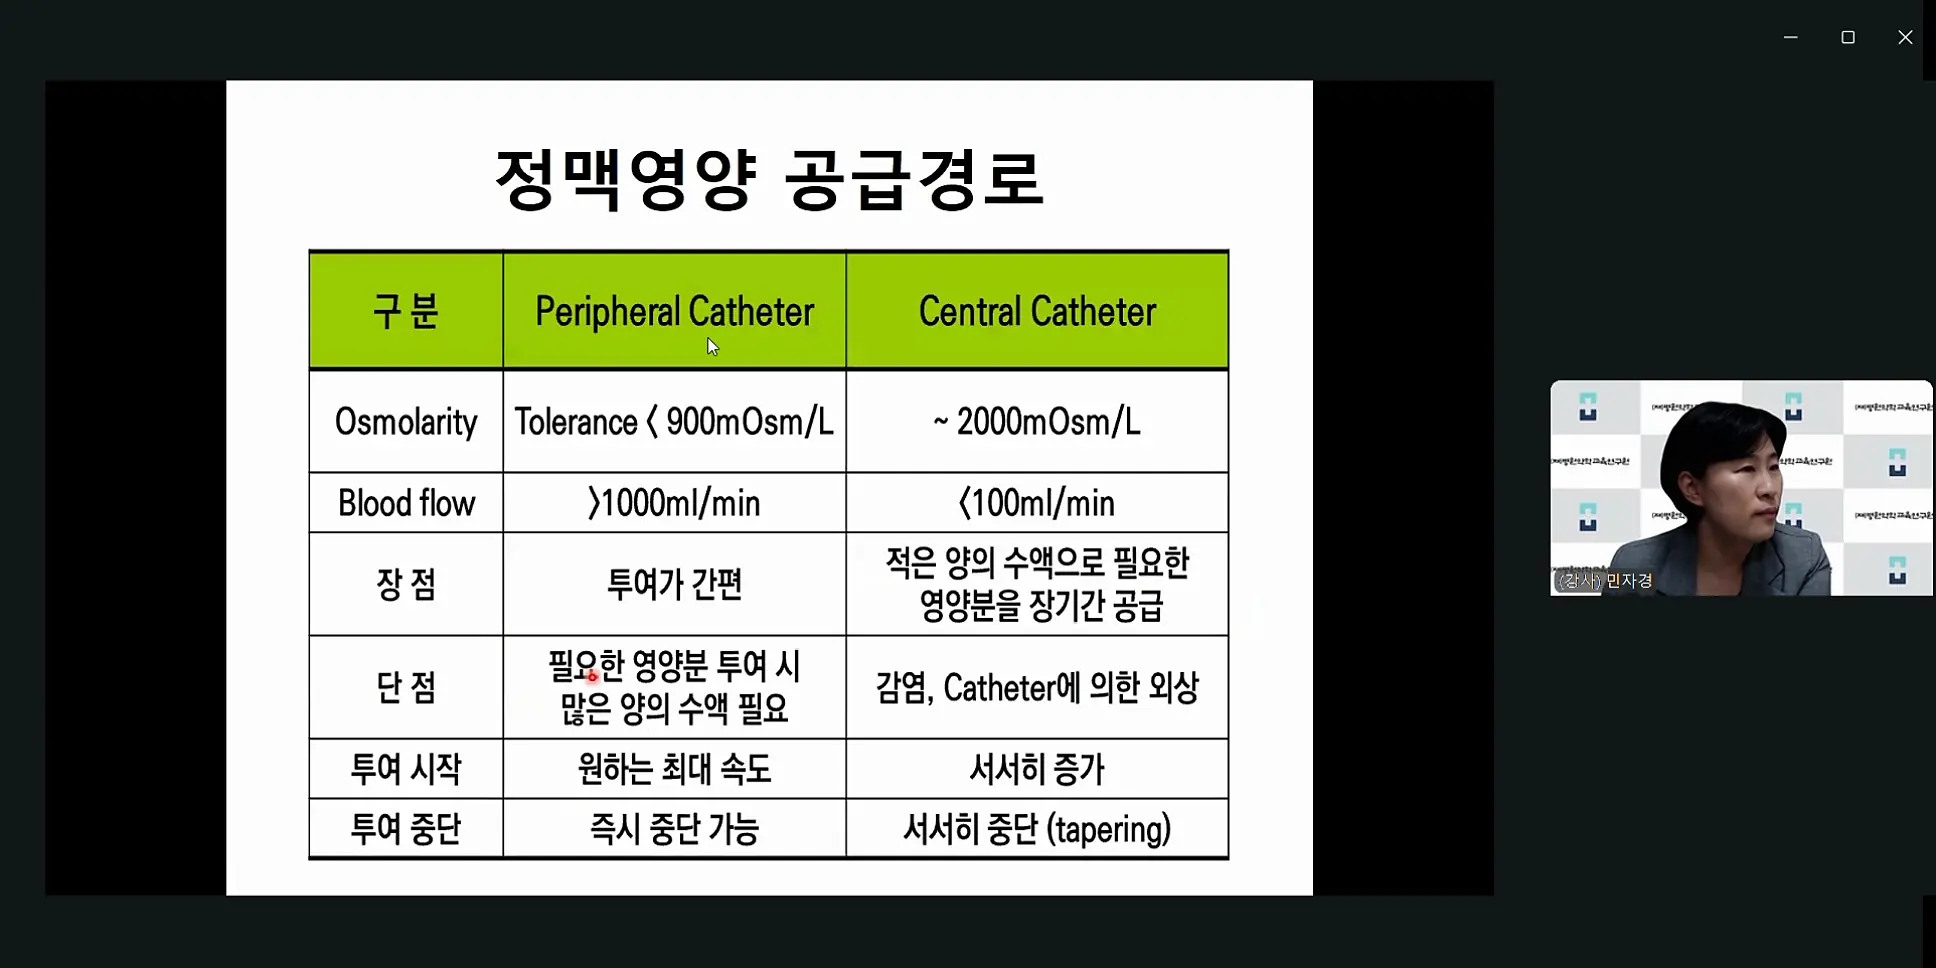 정맥영양 공급경로
구 분 Peripheral Catheter Central Catheter
Osmolarity Tolerance < 900mOsm/L ~ 2000mOsm/L
Blood flow >1000ml/min <100ml/min
장 점 투여가 간편 적은 양의 수액으로 필요한
영양분을 장기간 공급
단 점 필요한 영양분 투여 시
많은 양의 수액 필요 감염, Catheter에 의한 외상
투여 시작 원하는 최대 속도 서서히 증가
투여 중단 즉시 중단 가능 서서히 중단 (tapering)
(강사) 민자경